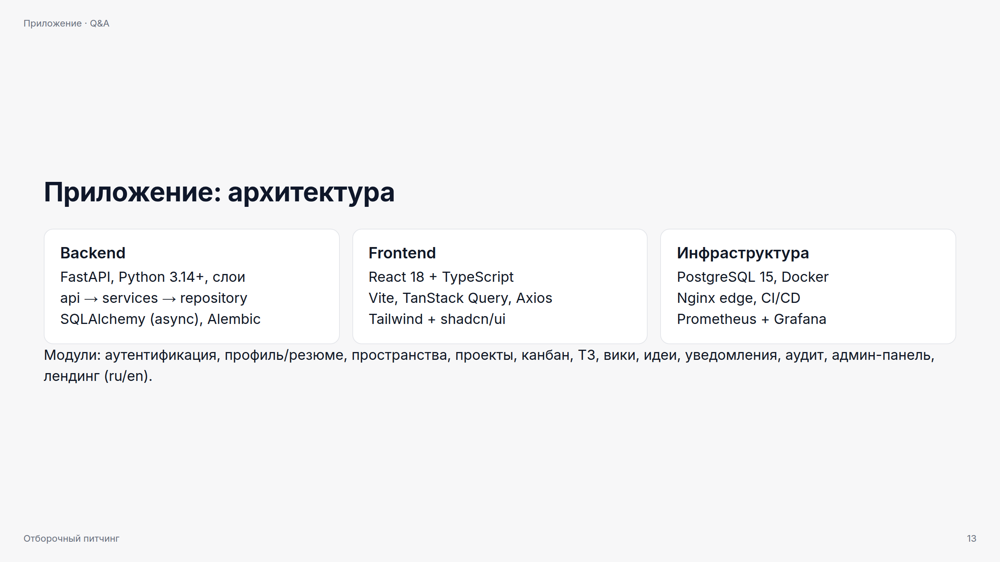 Приложение · Q&A
Приложение: архитектура
Backend
FastAPI, Python 3.14+, слои
api → services → repository
SQLAlchemy (async), Alembic
Frontend
React 18 + TypeScript
Vite, TanStack Query, Axios
Tailwind + shadcn/ui
Инфраструктура
PostgreSQL 15, Docker
Nginx edge, CI/CD
Prometheus + Grafana
Модули: аутентификация, профиль/резюме, пространства, проекты, канбан, ТЗ, вики, идеи, уведомления, аудит, админ-панель,
лендинг (ru/en).
Отборочный питчинг
13